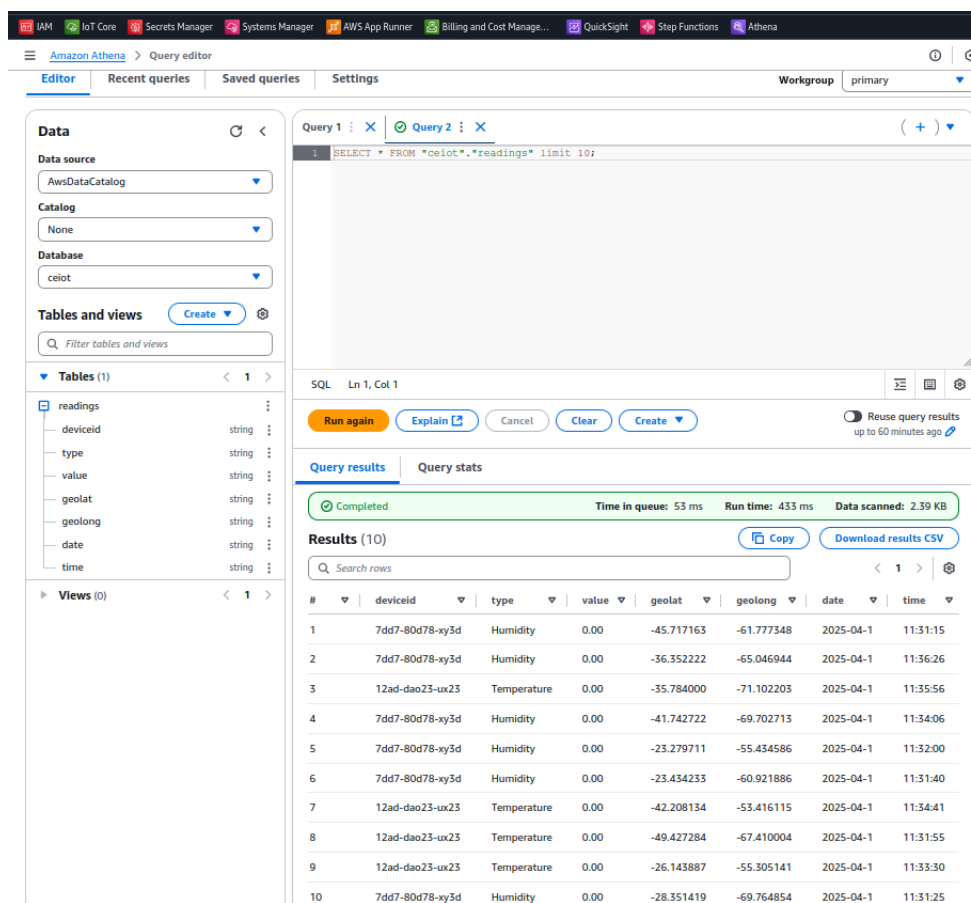 IAM IoT Core Secrets Manager Systems Manager AWS App Runner Billing and Cost Manage... QuickSight Step Functions Athena
Amazon Athena > Query editor
Editor Recent queries Saved queries Settings Workgroup primary
Data
Data source
AwsDataCatalog
Catalog
None
Database
ceiot
Tables and views Create
Filter tables and views
Tables (1) < 1 >
readings
deviceid string
type string
value string
geolat string
geolong string
date string
time string
Views (0) < 1 >
Query 1 Query 2
1 SELECT * FROM "ceiot"."readings" limit 10;
SQL Ln 1, Col 1
Run again Explain Cancel Clear Create Reuse query results
up to 60 minutes ago
Query results Query stats
Completed Time in queue: 53 ms Run time: 433 ms Data scanned: 2.39 KB
Results (10) Copy Download results CSV
Search rows < 1 >
# deviceid type value geolat geolong date time
1 7dd7-80d78-xy3d Humidity 0.00 -45.717163 -61.777348 2025-04-1 11:31:15
2 7dd7-80d78-xy3d Humidity 0.00 -36.352222 -65.046944 2025-04-1 11:36:26
3 12ad-dao23-ux23 Temperature 0.00 -35.784000 -71.102203 2025-04-1 11:35:56
4 7dd7-80d78-xy3d Humidity 0.00 -41.742722 -69.702713 2025-04-1 11:34:06
5 7dd7-80d78-xy3d Humidity 0.00 -23.279711 -55.434586 2025-04-1 11:32:00
6 7dd7-80d78-xy3d Humidity 0.00 -23.434233 -60.921886 2025-04-1 11:31:40
7 12ad-dao23-ux23 Temperature 0.00 -42.208134 -53.416115 2025-04-1 11:34:41
8 12ad-dao23-ux23 Temperature 0.00 -49.427284 -67.410004 2025-04-1 11:31:55
9 12ad-dao23-ux23 Temperature 0.00 -26.143887 -55.305141 2025-04-1 11:33:30
10 7dd7-80d78-xy3d Humidity 0.00 -28.351419 -69.764854 2025-04-1 11:31:25